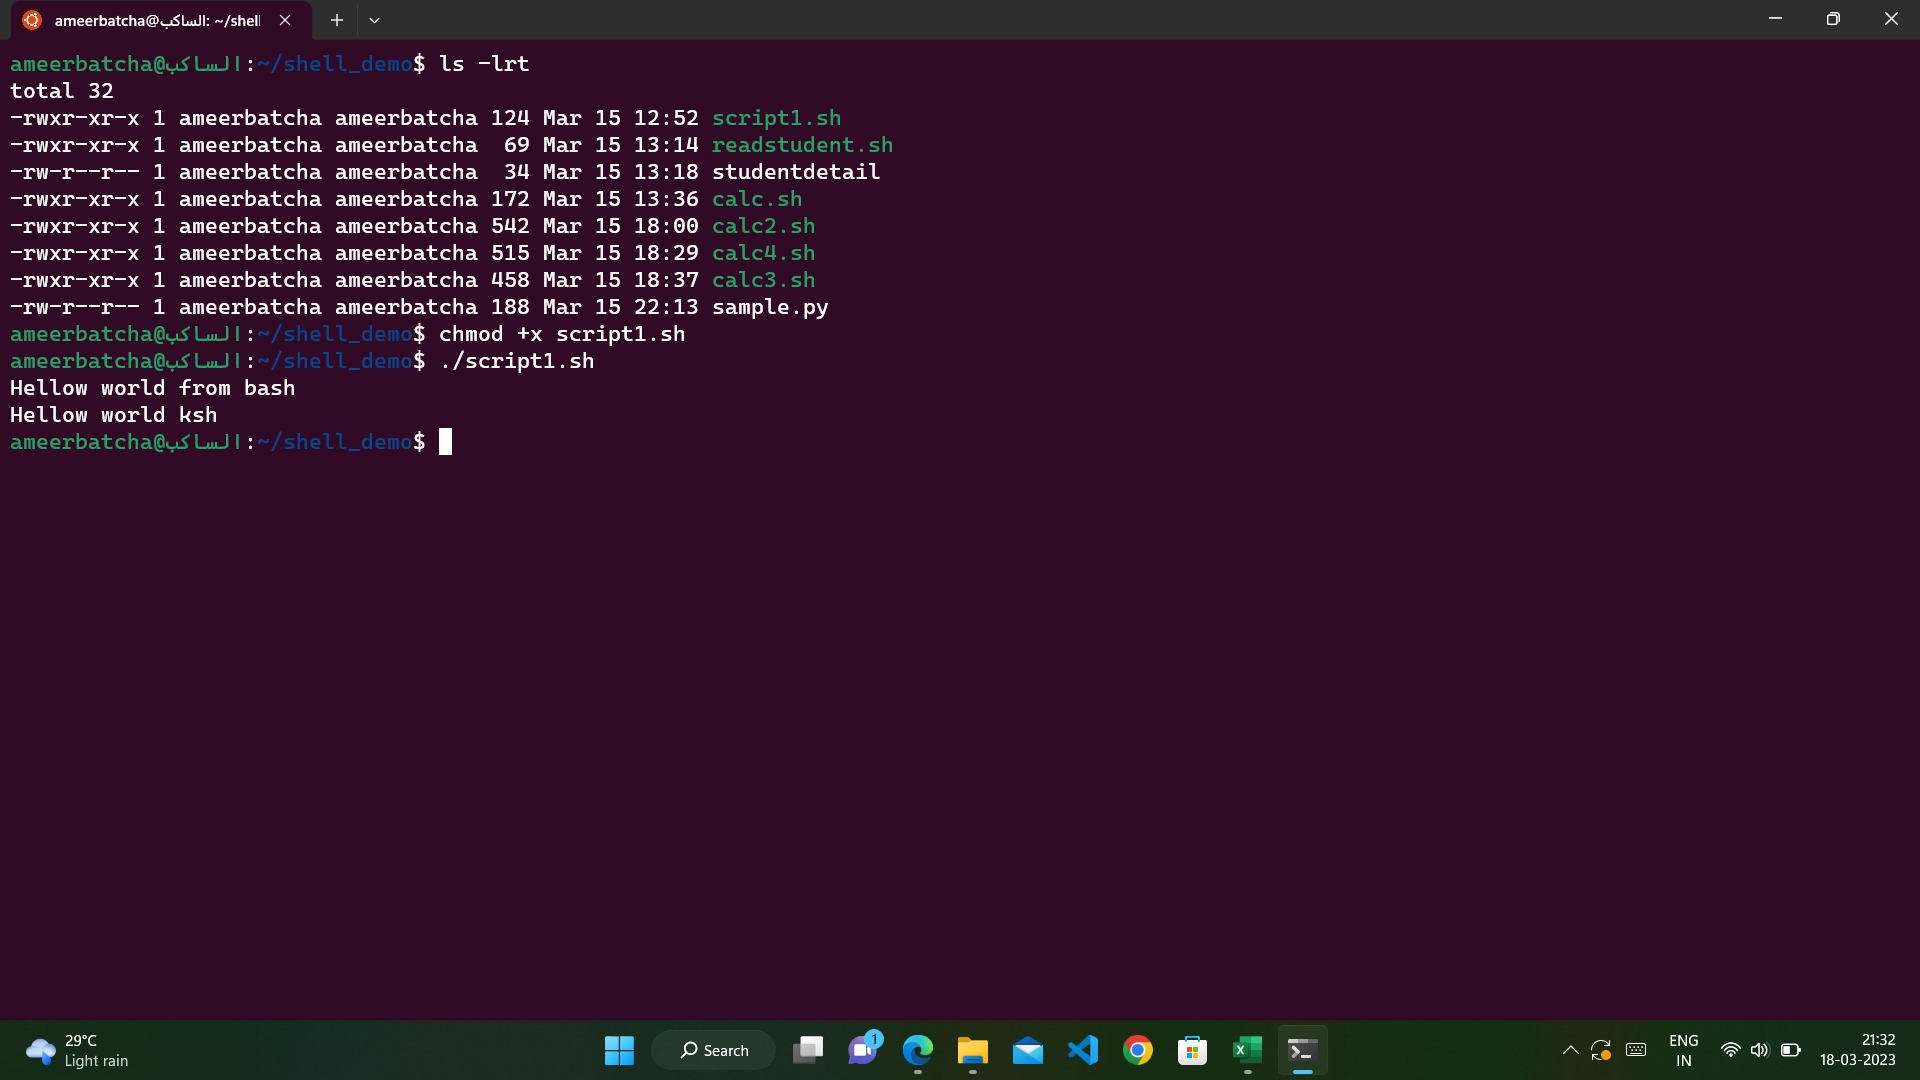 ameerbatcha@الساكب: ~/shell
ameerbatcha@الساكب:~/shell_demo$ ls -lrt
total 32
-rwxr-xr-x 1 ameerbatcha ameerbatcha 124 Mar 15 12:52 script1.sh
-rwxr-xr-x 1 ameerbatcha ameerbatcha  69 Mar 15 13:14 readstudent.sh
-rw-r--r-- 1 ameerbatcha ameerbatcha  34 Mar 15 13:18 studentdetail
-rwxr-xr-x 1 ameerbatcha ameerbatcha 172 Mar 15 13:36 calc.sh
-rwxr-xr-x 1 ameerbatcha ameerbatcha 542 Mar 15 18:00 calc2.sh
-rwxr-xr-x 1 ameerbatcha ameerbatcha 515 Mar 15 18:29 calc4.sh
-rwxr-xr-x 1 ameerbatcha ameerbatcha 458 Mar 15 18:37 calc3.sh
-rw-r--r-- 1 ameerbatcha ameerbatcha 188 Mar 15 22:13 sample.py
ameerbatcha@الساكب:~/shell_demo$ chmod +x script1.sh
ameerbatcha@الساكب:~/shell_demo$ ./script1.sh
Hellow world from bash
Hellow world ksh
ameerbatcha@الساكب:~/shell_demo$
29°C
Light rain
Search
1
ENG
IN
21:32
18-03-2023